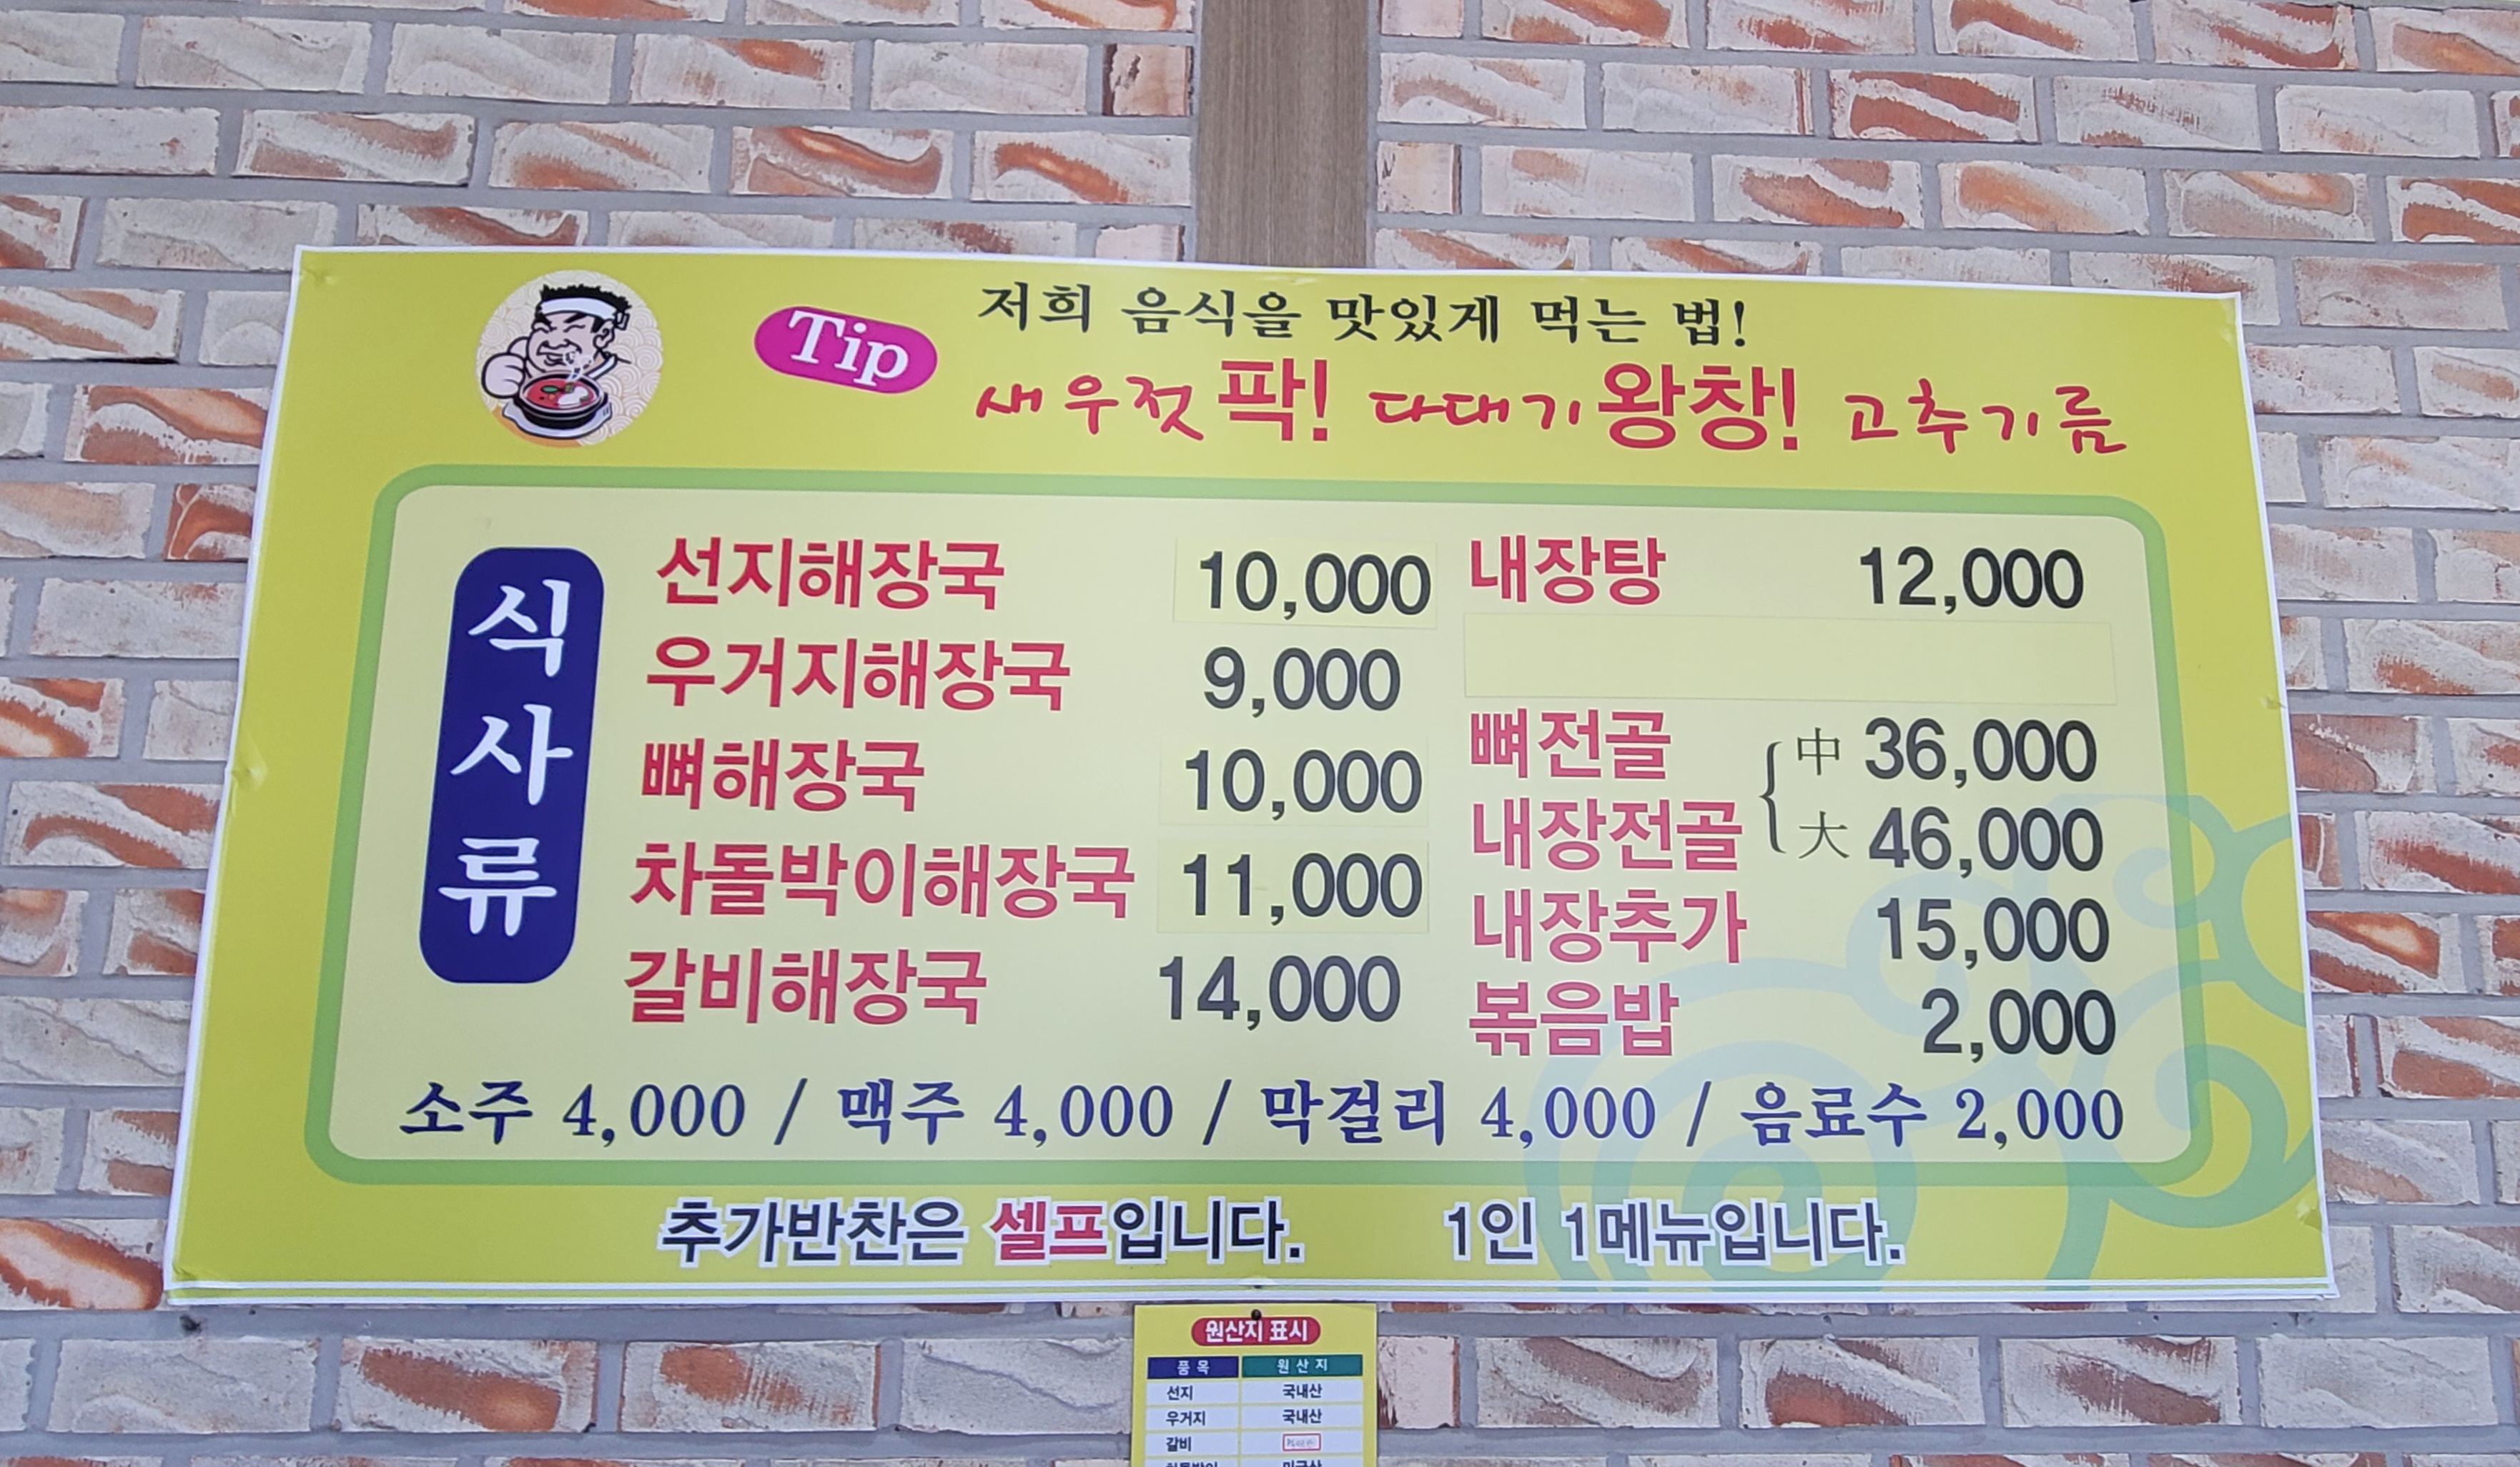 Tip
저희 음식을 맛있게 먹는 법!
새우젓 팍! 다대기 왕창! 고추기름
식사류
선지해장국 10,000
우거지해장국 9,000
뼈해장국 10,000
차돌박이해장국 11,000
갈비해장국 14,000
내장탕 12,000
뼈전골 中 36,000
내장전골 大 46,000
내장추가 15,000
볶음밥 2,000
소주 4,000 / 맥주 4,000 / 막걸리 4,000 / 음료수 2,000
추가반찬은 셀프입니다. 1인 1메뉴입니다.
원산지 표시
품목 원산지
선지 국내산
우거지 국내산
갈비